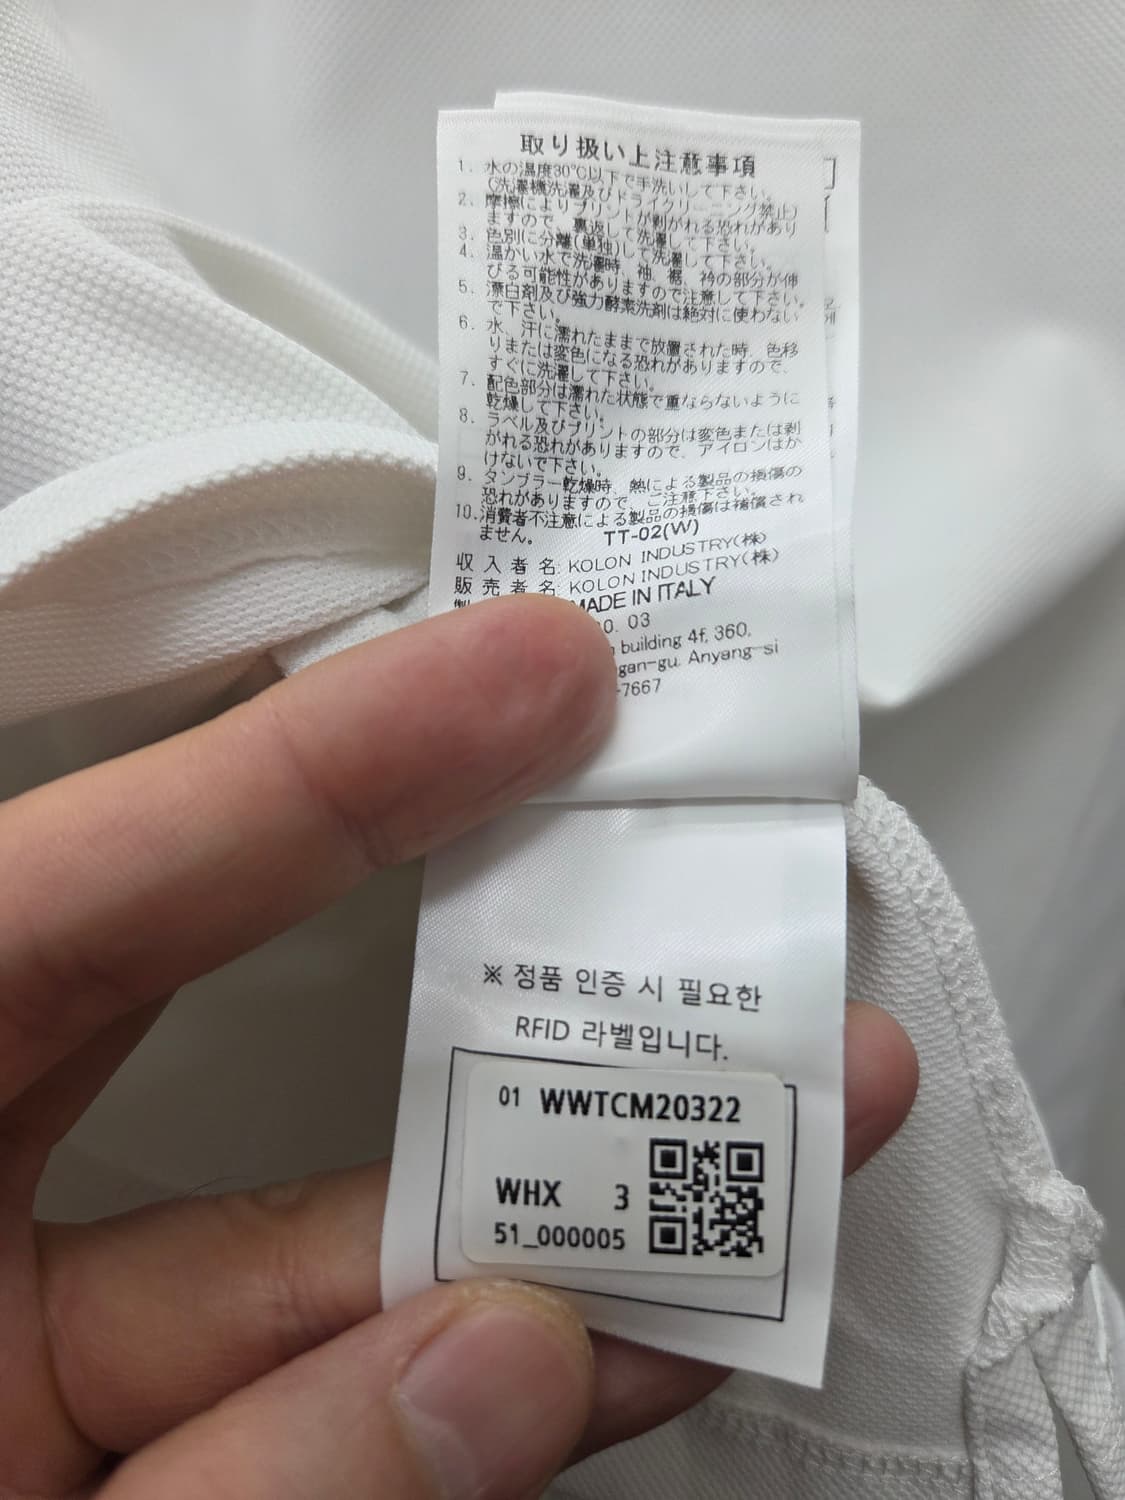 取り扱い上注意事項
1. 水の温度30℃以下で手洗いして下さい。
(洗濯機洗濯及びドライクリーニング禁止)
2. 摩擦によりプリントが剥がれる恐れがあり
ますので、裏返して洗濯して下さい。
3. 色別に分離(単独)して洗濯して下さい。
4. 温かい水で洗濯時、袖、裾、衿の部分が伸
びる可能性がありますので注意して下さい。
5. 漂白剤及び強力酵素洗剤は絶対に使わない
で下さい。
6. 水、汗に濡れたままで放置された時、色移
りまたは変色になる恐れがありますので、
すぐに洗濯して下さい。
7. 配色部分は濡れた状態で重ならないように
乾燥して下さい。
8. ラベル及びプリントの部分は変色または剥
がれる恐れがありますので、アイロンはか
けないで下さい。
9. タンブラー乾燥時、熱による製品の損傷の
恐れがありますので、ご注意下さい。
10.消費者不注意による製品の損傷は補償され
ません。 TT-02(W)
収入者名: KOLON INDUSTRY(株)
販売者名: KOLON INDUSTRY(株)
MADE IN ITALY
0. 03
building 4f, 360,
gan-gu. Anyang-si
-7667
※ 정품 인증 시 필요한
RFID 라벨입니다.
01 WWTCM20322
WHX 3
51_000005